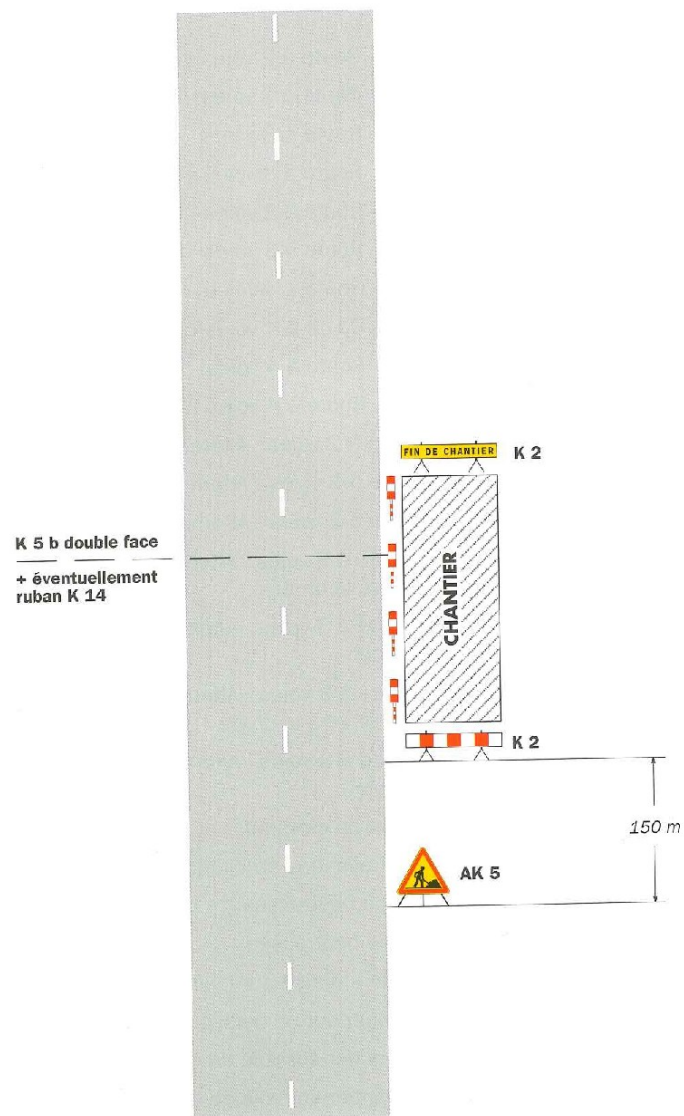 FIN DE CHANTIER
K 2
K 5 b double face
+ éventuellement
ruban K 14
CHANTIER
K 2
150 m
AK 5